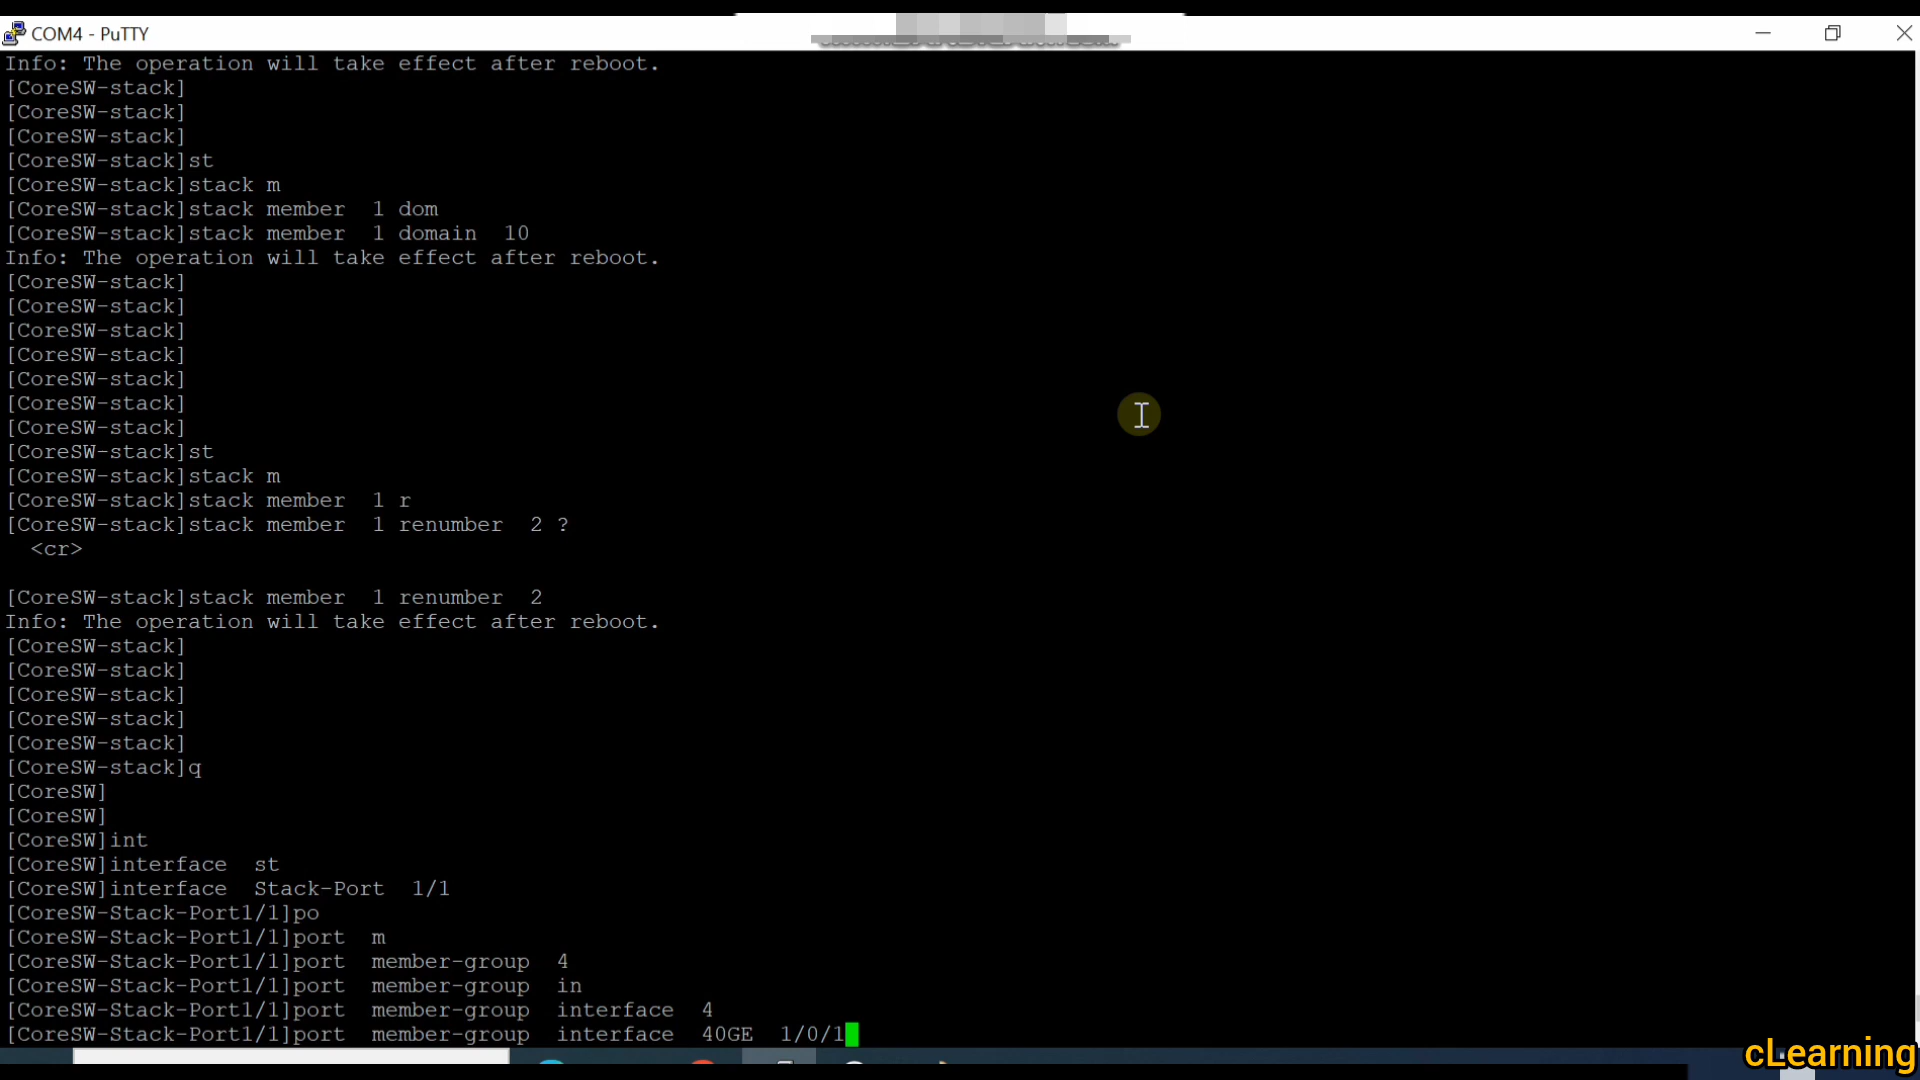 COM4 - PuTTY
Info: The operation will take effect after reboot.
[CoreSW-stack]
[CoreSW-stack]
[CoreSW-stack]
[CoreSW-stack]st
[CoreSW-stack]stack m
[CoreSW-stack]stack member  1 dom
[CoreSW-stack]stack member  1 domain  10
Info: The operation will take effect after reboot.
[CoreSW-stack]
[CoreSW-stack]
[CoreSW-stack]
[CoreSW-stack]
[CoreSW-stack]
[CoreSW-stack]
[CoreSW-stack]
[CoreSW-stack]st
[CoreSW-stack]stack m
[CoreSW-stack]stack member  1 r
[CoreSW-stack]stack member  1 renumber  2 ?
  <cr>
[CoreSW-stack]stack member  1 renumber  2
Info: The operation will take effect after reboot.
[CoreSW-stack]
[CoreSW-stack]
[CoreSW-stack]
[CoreSW-stack]
[CoreSW-stack]
[CoreSW-stack]q
[CoreSW]
[CoreSW]
[CoreSW]int
[CoreSW]interface  st
[CoreSW]interface  Stack-Port  1/1
[CoreSW-Stack-Port1/1]po
[CoreSW-Stack-Port1/1]port  m
[CoreSW-Stack-Port1/1]port  member-group  4
[CoreSW-Stack-Port1/1]port  member-group  in
[CoreSW-Stack-Port1/1]port  member-group  interface  4
[CoreSW-Stack-Port1/1]port  member-group  interface  40GE  1/0/1
cLearning